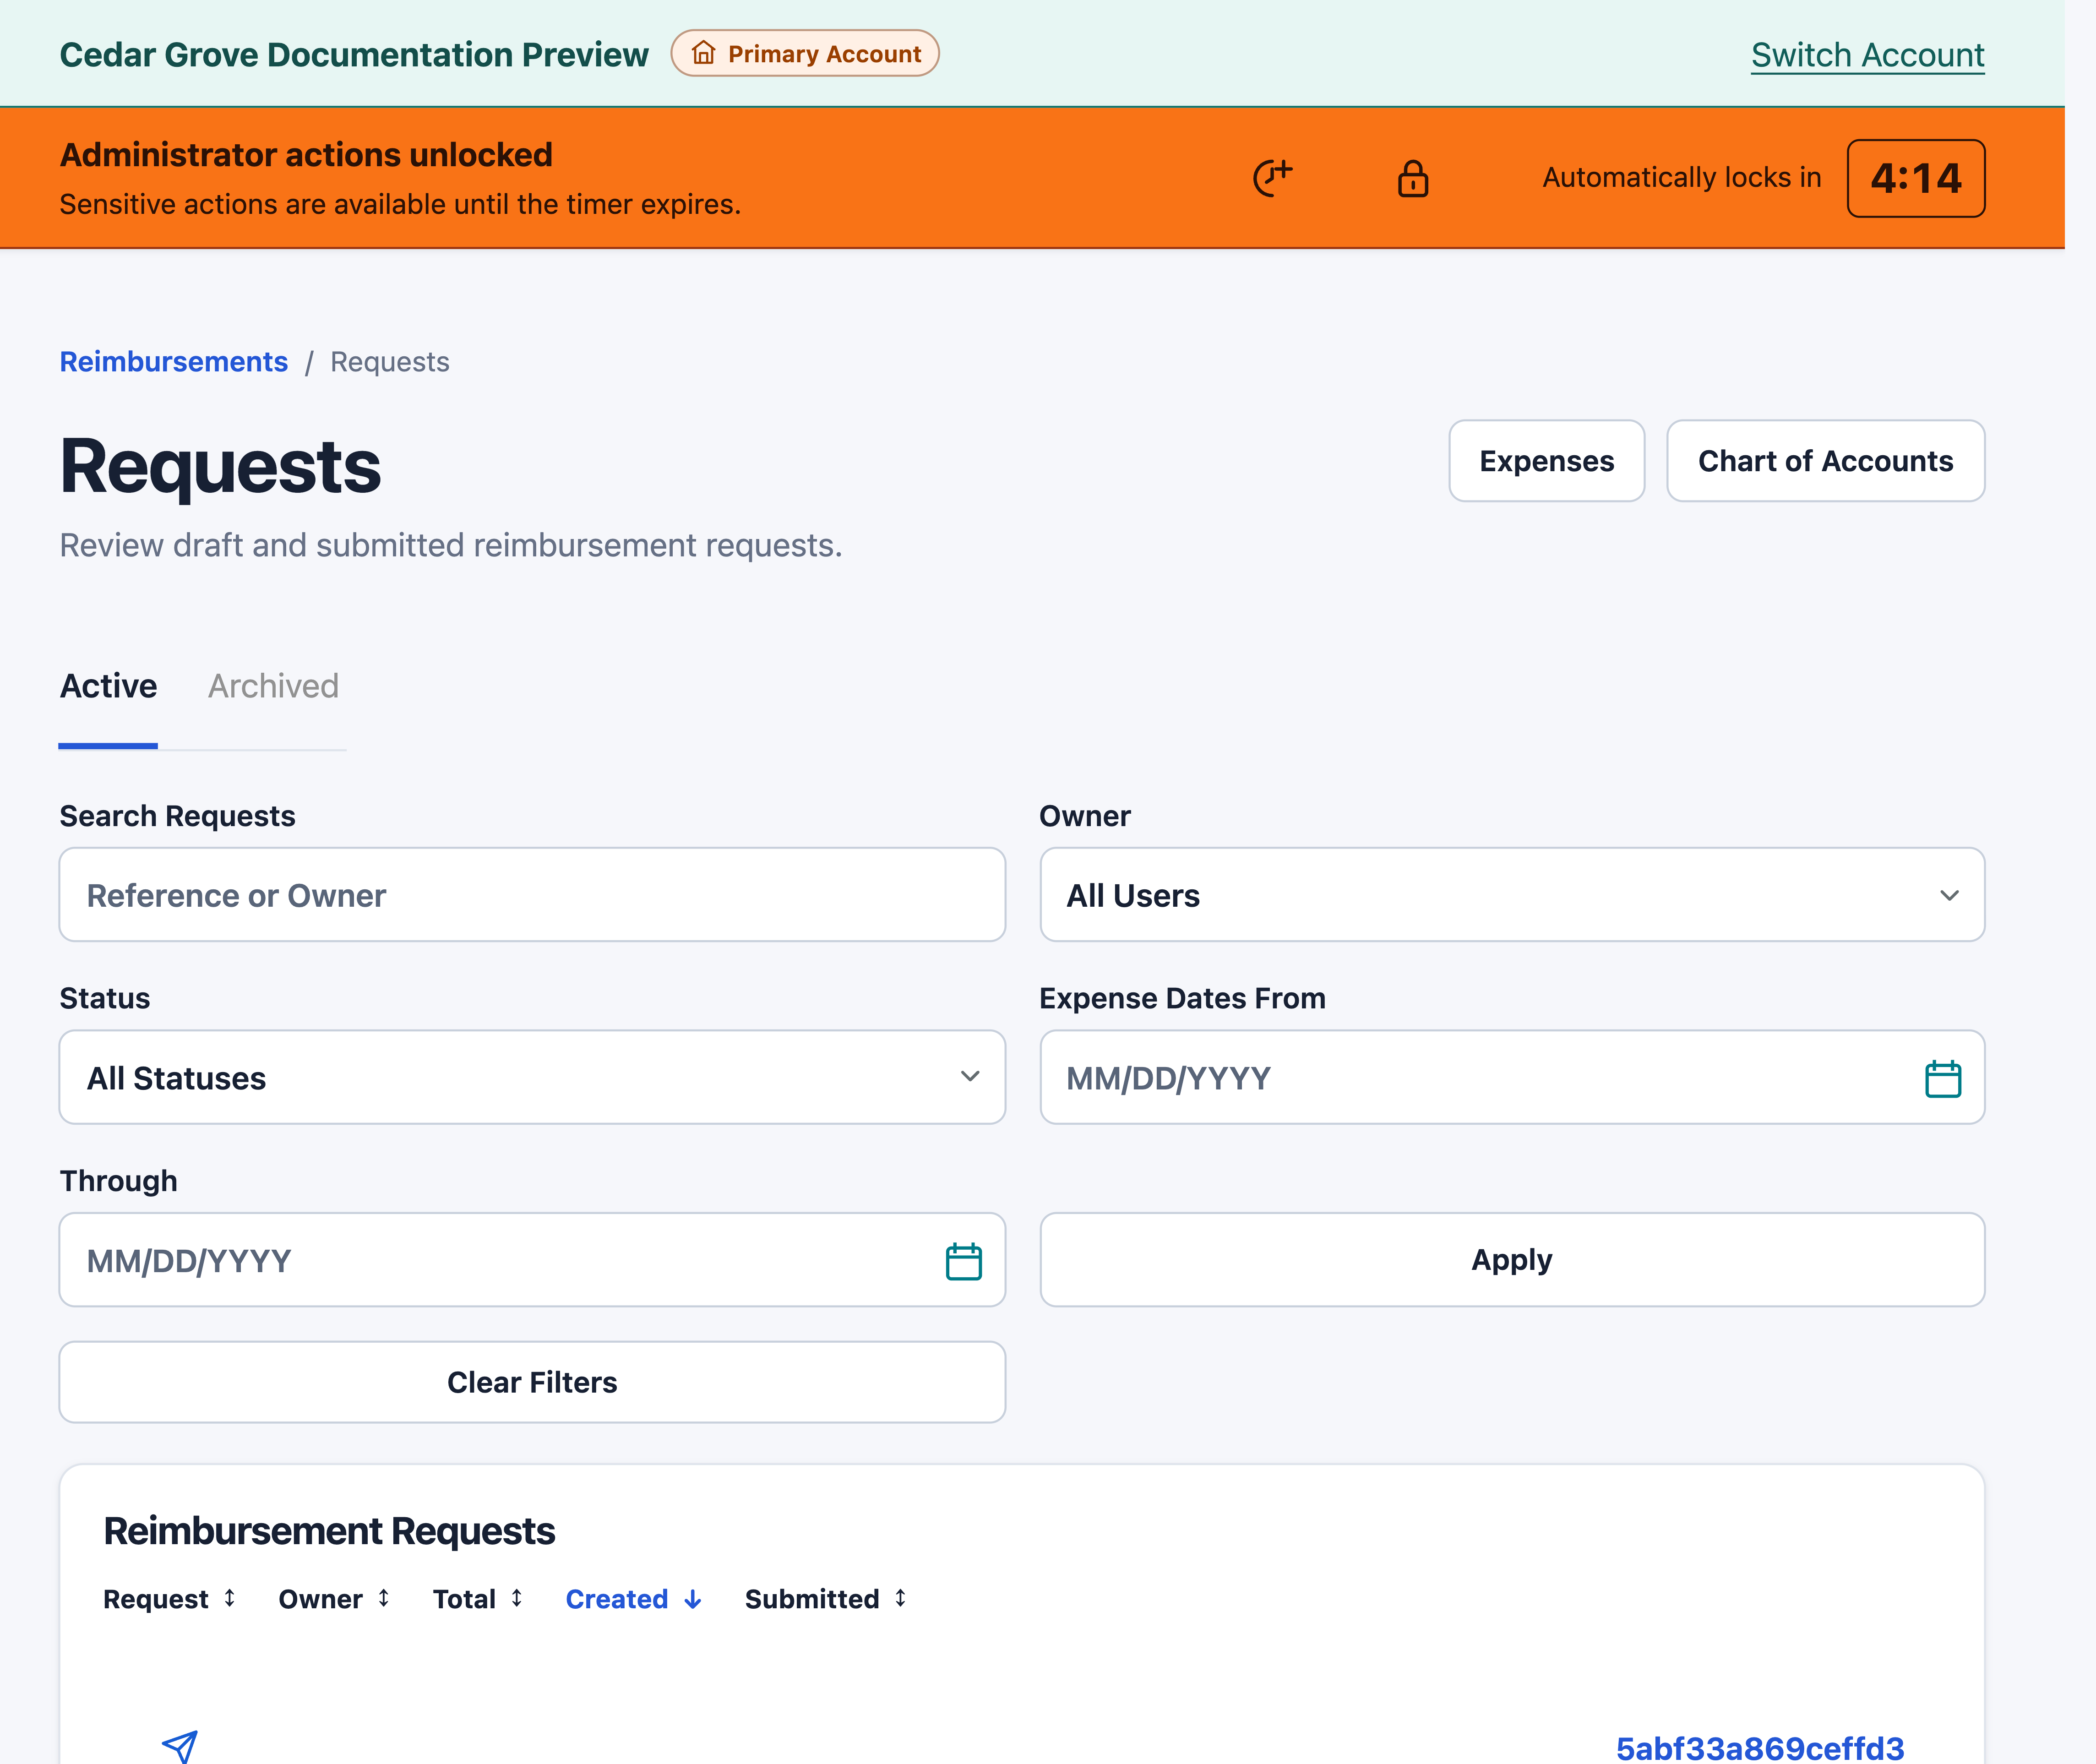 Cedar Grove Documentation Preview
Primary Account
Switch Account
Administrator actions unlocked
Sensitive actions are available until the timer expires.
Automatically locks in
4:14
Reimbursements / Requests
Requests
Expenses
Chart of Accounts
Review draft and submitted reimbursement requests.
Active
Archived
Search Requests
Reference or Owner
Owner
All Users
Status
All Statuses
Expense Dates From
MM/DD/YYYY
Through
MM/DD/YYYY
Apply
Clear Filters
Reimbursement Requests
Request
Owner
Total
Created
Submitted
5abf33a869ceffd3